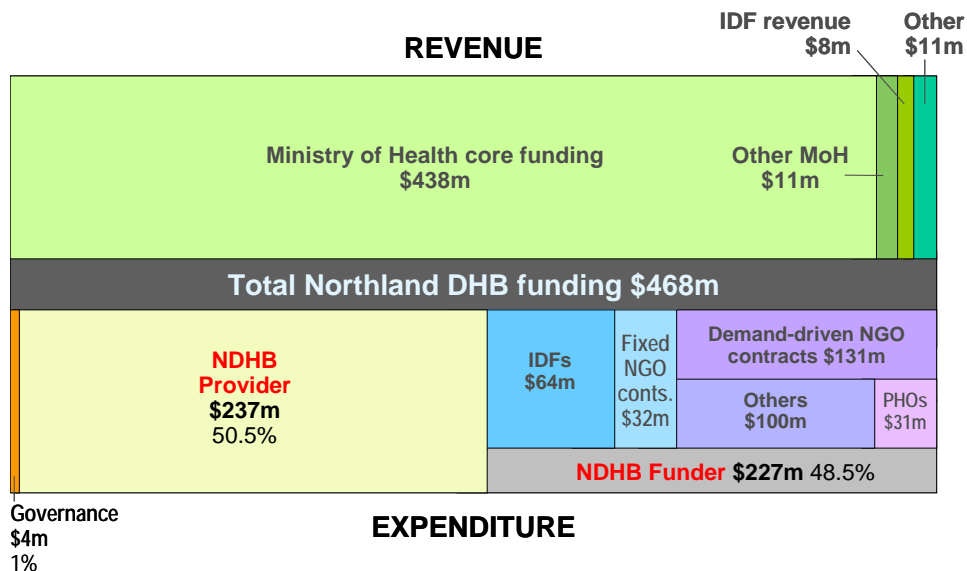 REVENUE
IDF revenue
$8m
Other
$11m
Ministry of Health core funding
$438m
Other MoH
$11m
Total Northland DHB funding $468m
NDHB
Provider
$237m
50.5%
IDFs
$64m
Fixed
NGO
conts.
$32m
Demand-driven NGO
contracts $131m
Others
$100m
PHOs
$31m
NDHB Funder $227m 48.5%
Governance
$4m
1%
EXPENDITURE